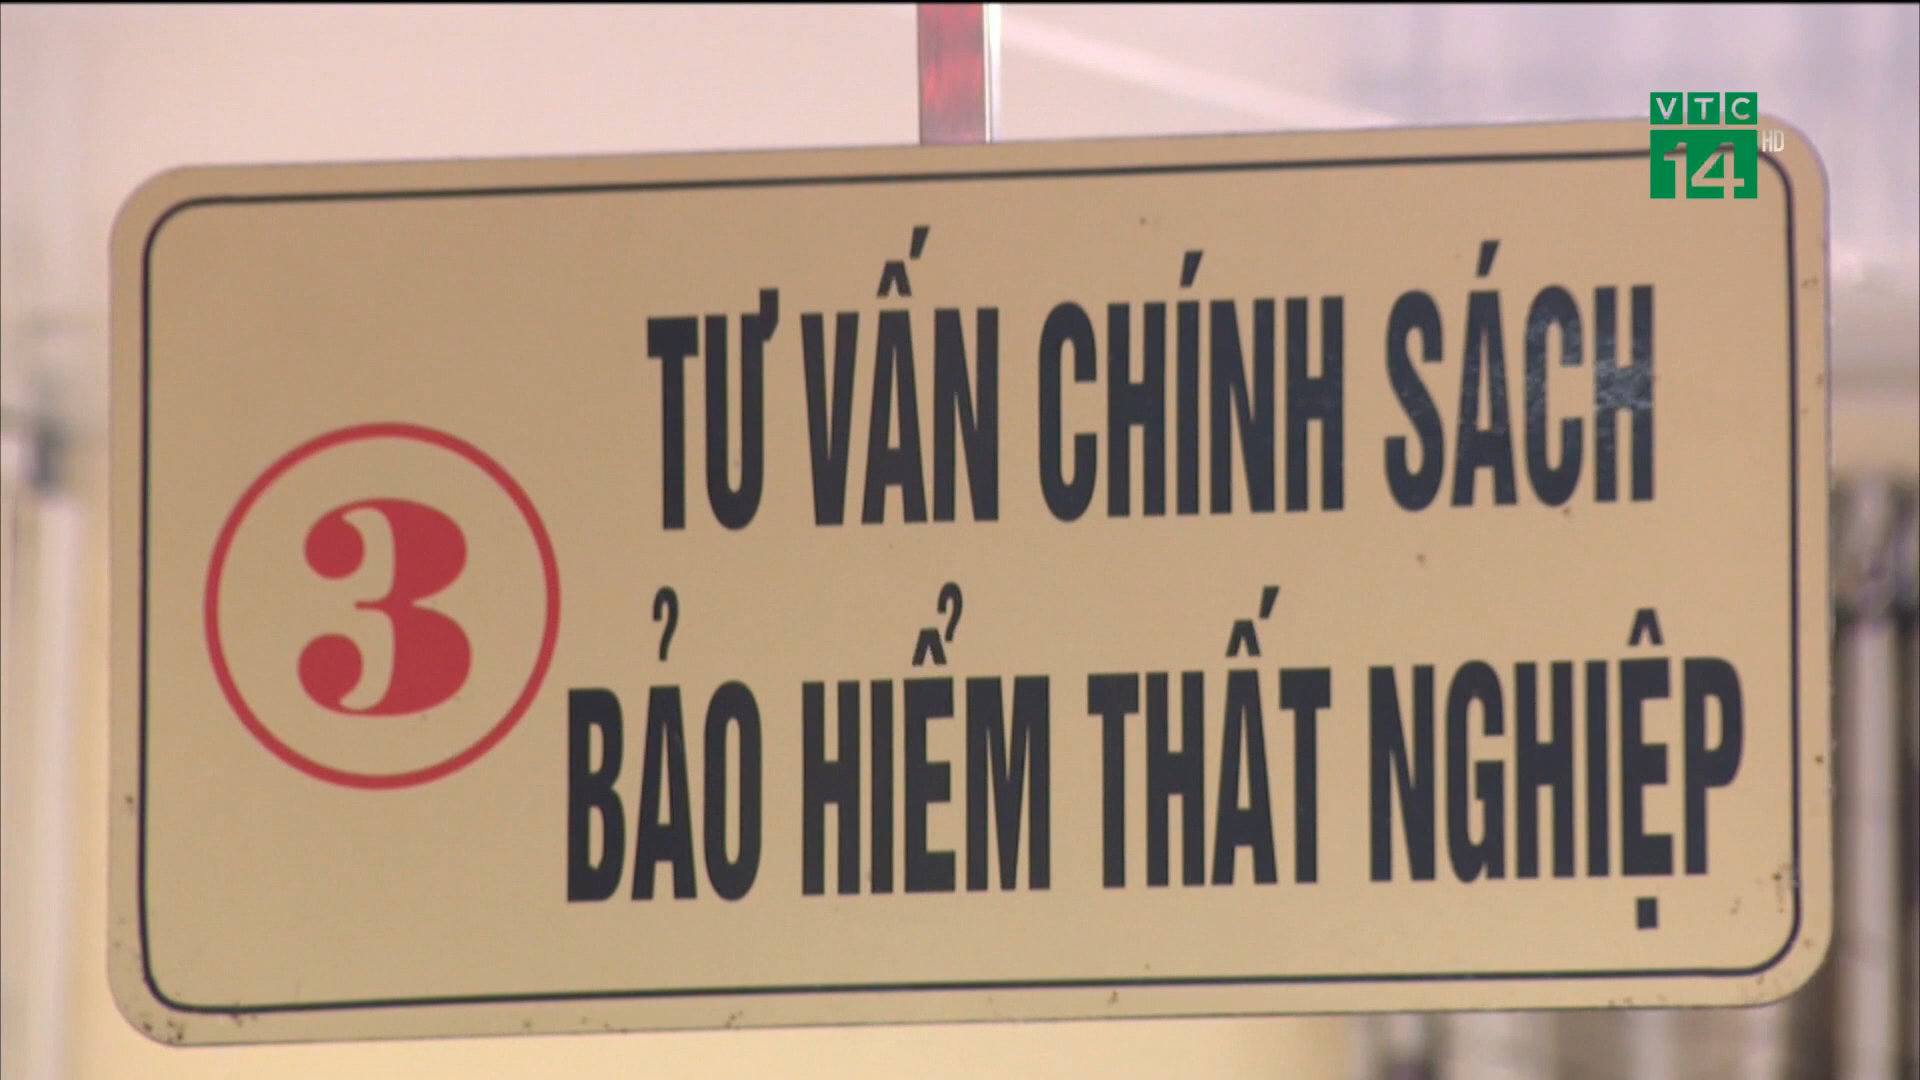 VTC
14 HD
TƯ VẤN CHÍNH SÁCH
3
BẢO HIỂM THẤT NGHIỆP